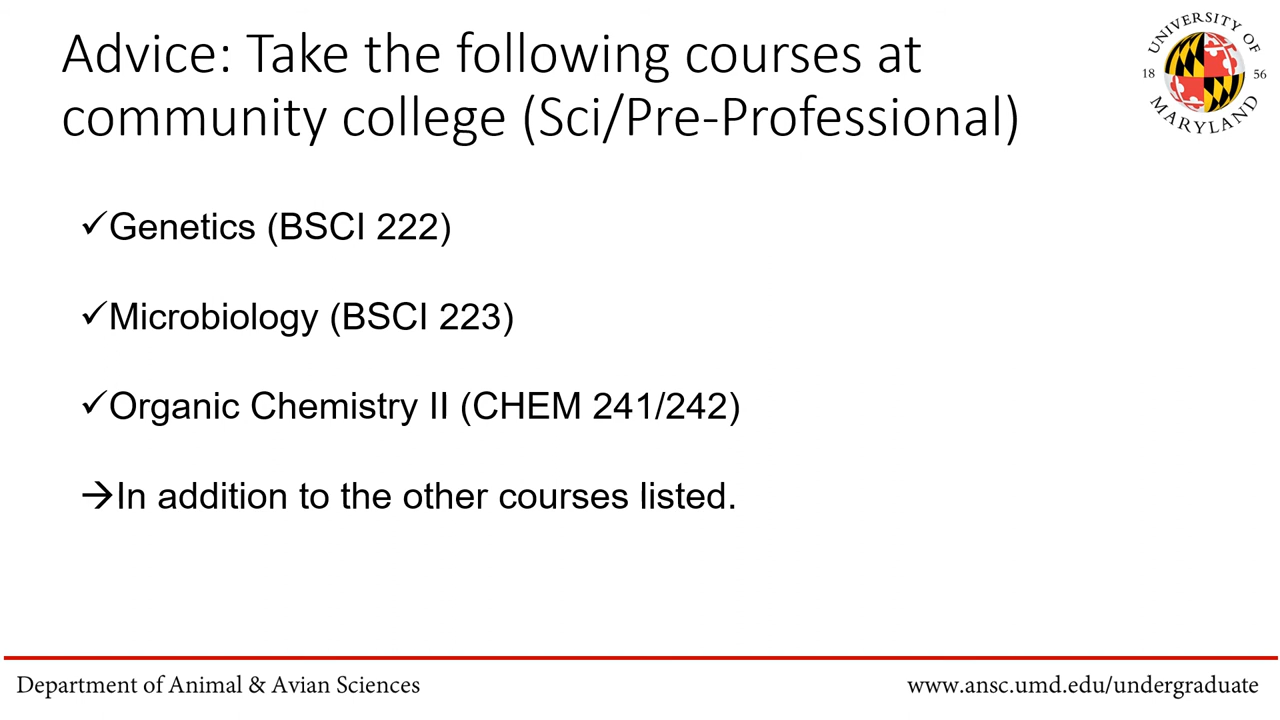 Advice: Take the following courses at
community college (Sci/Pre-Professional)
UNIVERSITY OF
18 56
MARYLAND
✓Genetics (BSCI 222)
✓Microbiology (BSCI 223)
✓Organic Chemistry II (CHEM 241/242)
→In addition to the other courses listed.
Department of Animal & Avian Sciences
www.ansc.umd.edu/undergraduate